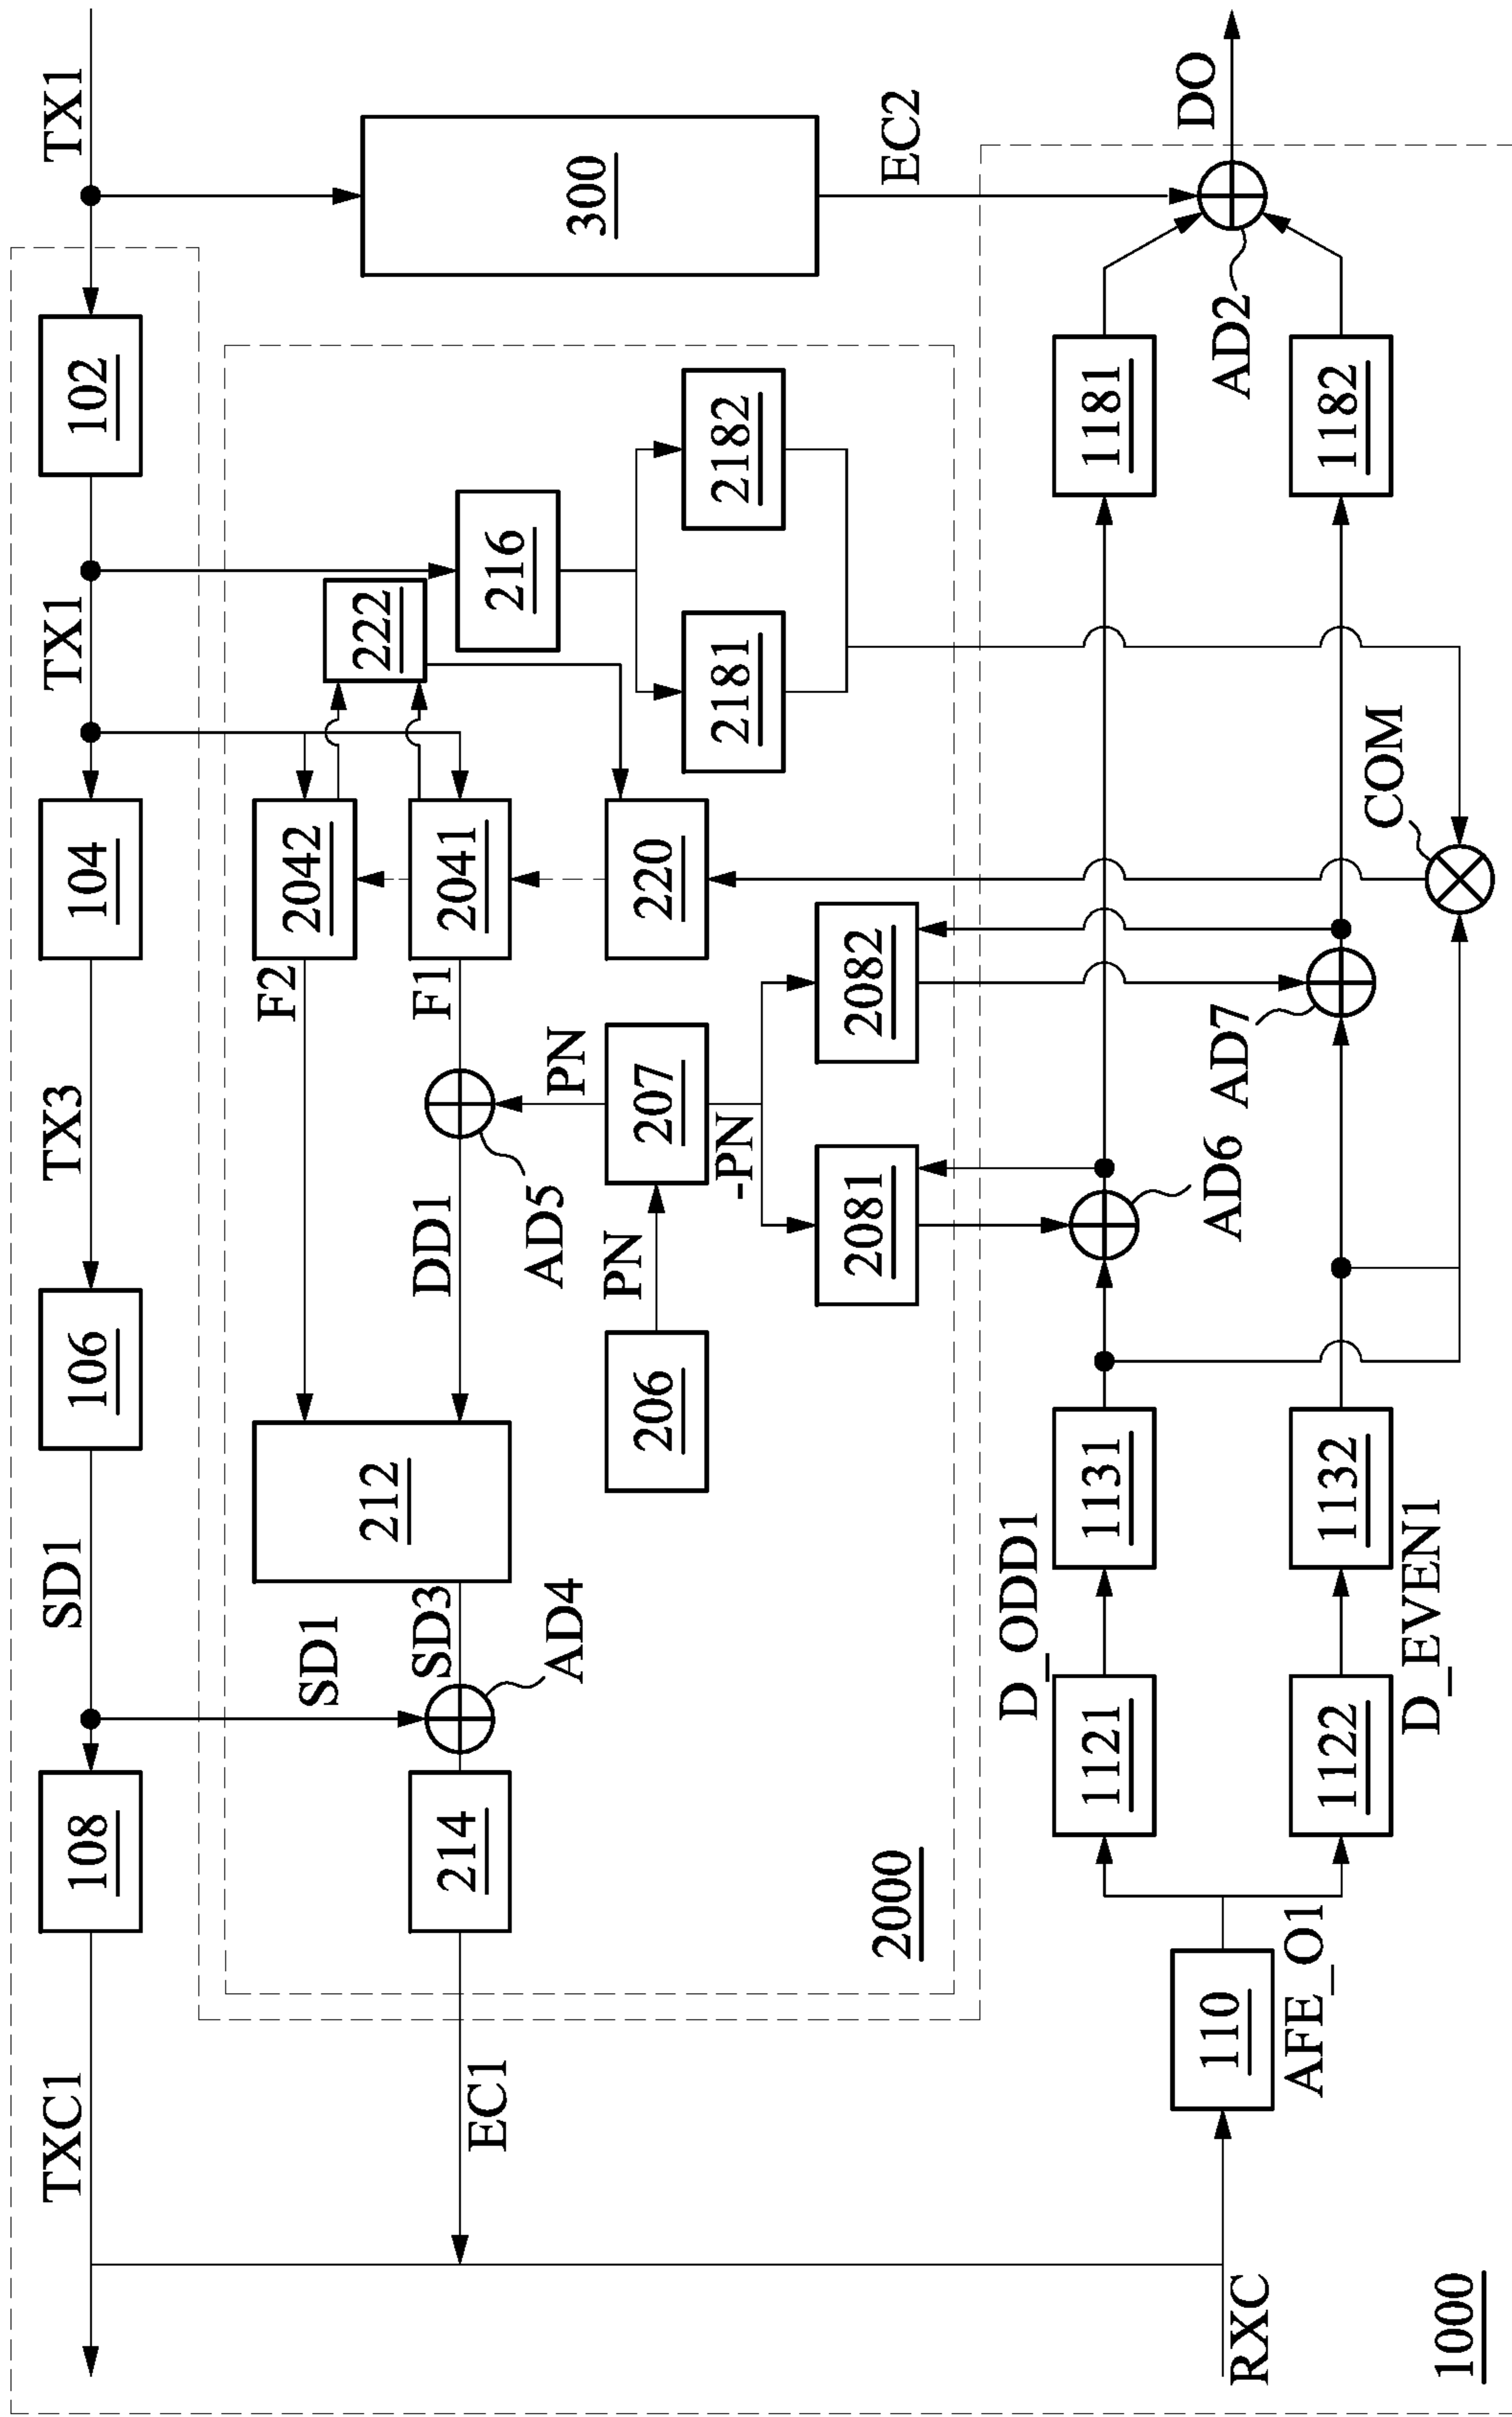 TXC1
108
SD1
106
TX3
104
TX1
102
TX1
F2
2042
222
SD1
212
EC1
214
SD3
AD4
DD1
AD5
F1
2041
216
300
PN
206
PN
207
220
2181
2182
-PN
2000
2081
2082
EC2
D_ODD1
1121
1131
AD6
AD7
1181
DO
RXC
110
AFE_O1
AD2
1122
1132
D_EVEN1
1182
COM
1000